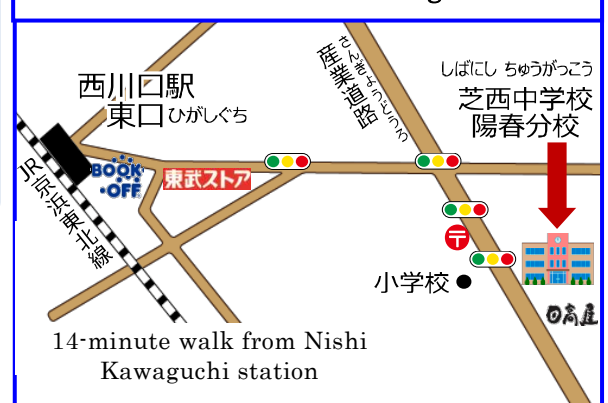 西川口駅
東口 ひがしぐち
さんぎょうどうろ
産業道路
しばにし ちゅうがっこう
芝西中学校
陽春分校
BOOK
・OFF
東武ストア
JR京浜東北線
〒
小学校
日高屋
14-minute walk from Nishi
Kawaguchi station